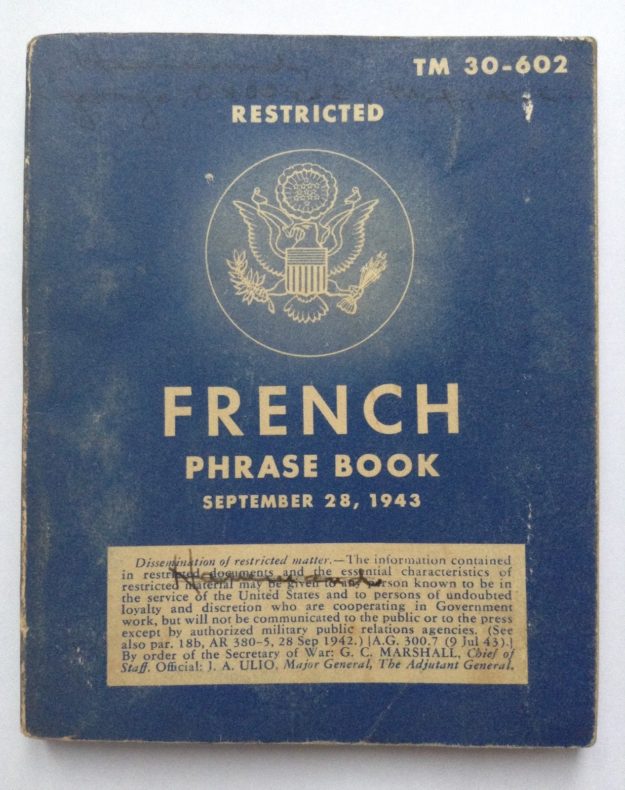 TM 30-602
RESTRICTED
FRENCH
PHRASE BOOK
SEPTEMBER 28, 1943
Dissemination of restricted matter.—The information contained
in restricted documents and the essential characteristics of
restricted material may be given to any person known to be in
the service of the United States and to persons of undoubted
loyalty and discretion who are cooperating in Government
work, but will not be communicated to the public or to the press
except by authorized military public relations agencies. (See
also par. 18b, AR 380-5, 28 Sep 1942.) [A.G. 300.7 (9 Jul 43).]
By order of the Secretary of War: G. C. MARSHALL, Chief of
Staff. Official: J. A. ULIO, Major General, The Adjutant General.